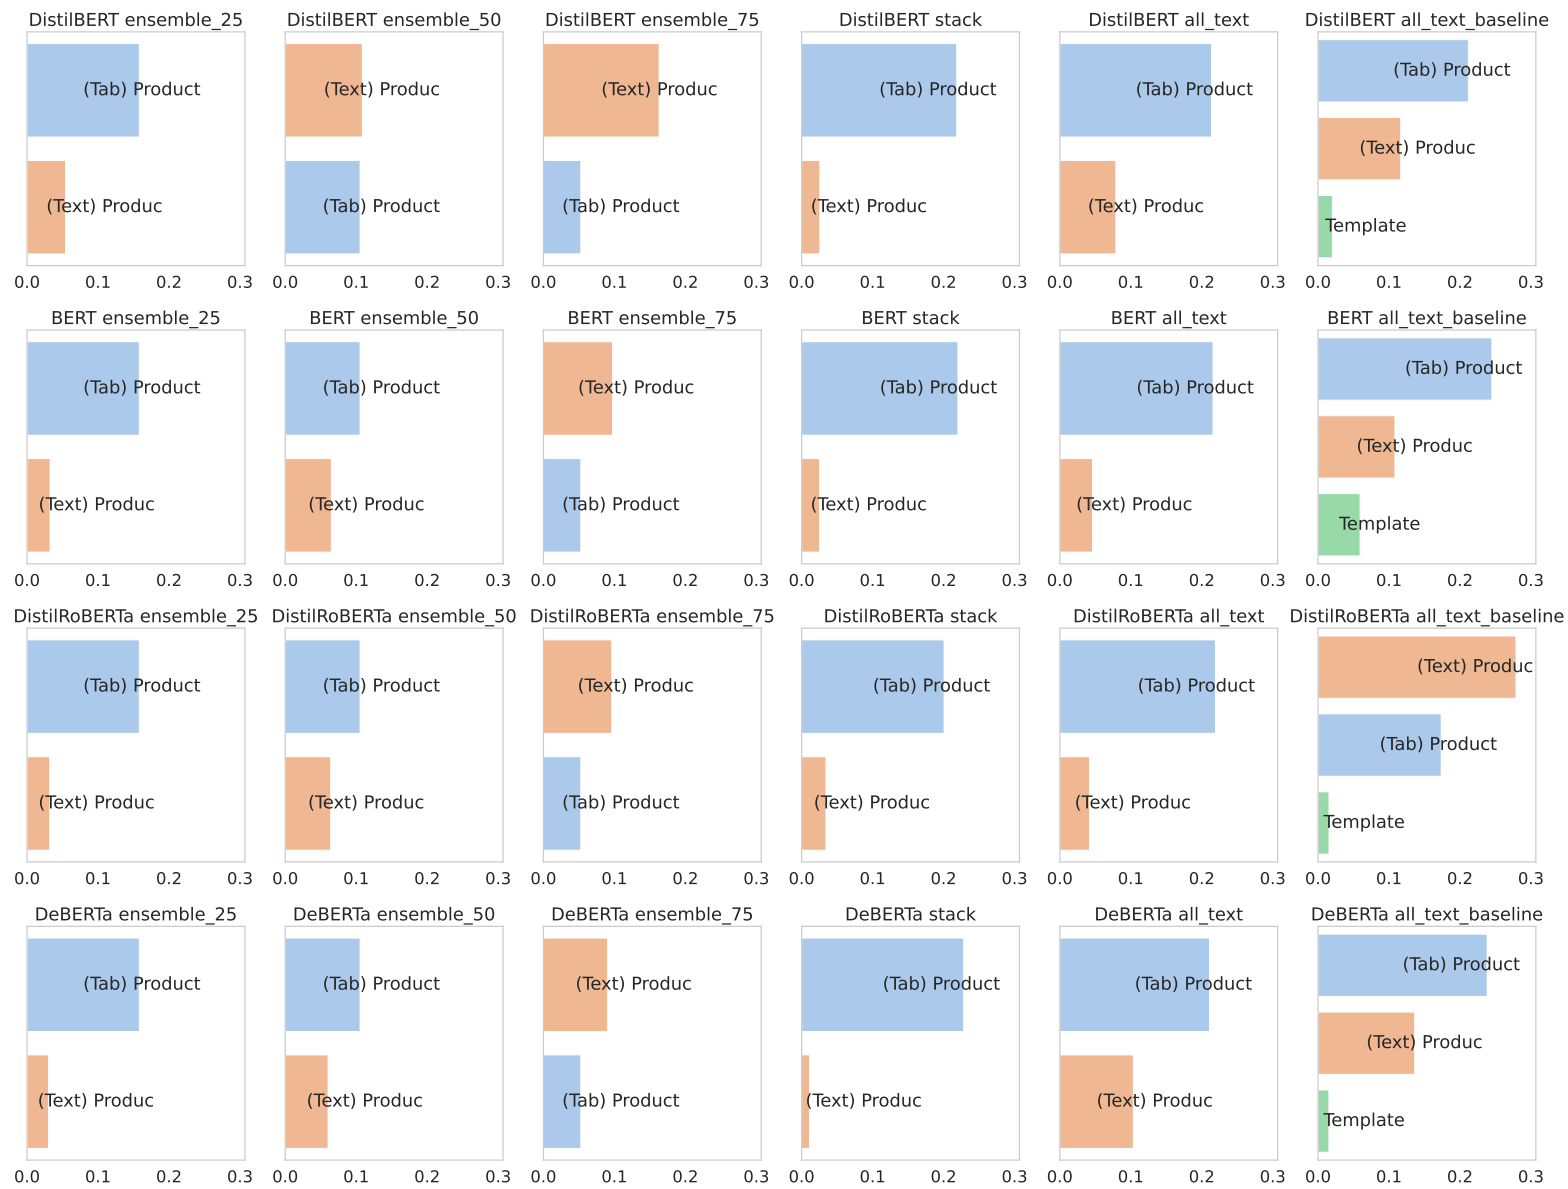 DistilBERT ensemble_25 DistilBERT ensemble_50 DistilBERT ensemble_75 DistilBERT stack DistilBERT all_text DistilBERT all_text_baseline
(Tab) Product (Text) Produc (Text) Produc (Tab) Product (Tab) Product (Tab) Product
(Text) Produc
(Text) Produc (Tab) Product (Tab) Product (Text) Produc (Text) Produc
Template
0.0 0.1 0.2 0.3 0.0 0.1 0.2 0.3 0.0 0.1 0.2 0.3 0.0 0.1 0.2 0.3 0.0 0.1 0.2 0.3 0.0 0.1 0.2 0.3
BERT ensemble_25 BERT ensemble_50 BERT ensemble_75 BERT stack BERT all_text BERT all_text_baseline
(Tab) Product (Tab) Product (Text) Produc (Tab) Product (Tab) Product (Tab) Product
(Text) Produc
(Text) Produc (Text) Produc (Tab) Product (Text) Produc (Text) Produc
Template
0.0 0.1 0.2 0.3 0.0 0.1 0.2 0.3 0.0 0.1 0.2 0.3 0.0 0.1 0.2 0.3 0.0 0.1 0.2 0.3 0.0 0.1 0.2 0.3
DistilRoBERTa ensemble_25 DistilRoBERTa ensemble_50 DistilRoBERTa ensemble_75 DistilRoBERTa stack DistilRoBERTa all_text DistilRoBERTa all_text_baseline
(Tab) Product (Tab) Product (Text) Produc (Tab) Product (Tab) Product (Text) Produc
(Tab) Product
(Text) Produc (Text) Produc (Tab) Product (Text) Produc (Text) Produc
Template
0.0 0.1 0.2 0.3 0.0 0.1 0.2 0.3 0.0 0.1 0.2 0.3 0.0 0.1 0.2 0.3 0.0 0.1 0.2 0.3 0.0 0.1 0.2 0.3
DeBERTa ensemble_25 DeBERTa ensemble_50 DeBERTa ensemble_75 DeBERTa stack DeBERTa all_text DeBERTa all_text_baseline
(Tab) Product (Tab) Product (Text) Produc (Tab) Product (Tab) Product (Tab) Product
(Text) Produc
(Text) Produc (Text) Produc (Tab) Product (Text) Produc (Text) Produc
Template
0.0 0.1 0.2 0.3 0.0 0.1 0.2 0.3 0.0 0.1 0.2 0.3 0.0 0.1 0.2 0.3 0.0 0.1 0.2 0.3 0.0 0.1 0.2 0.3